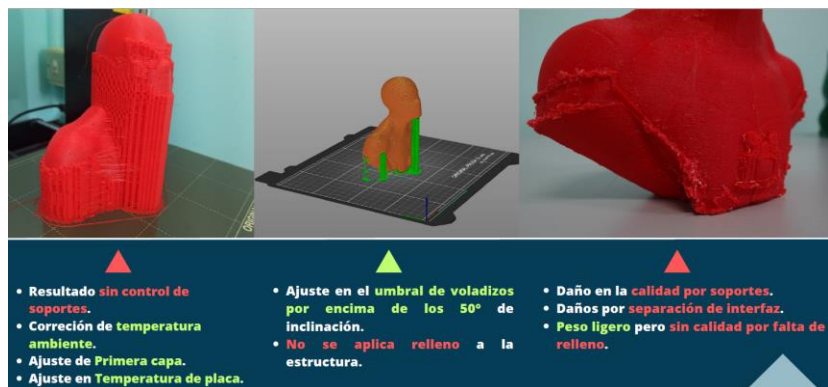 • Resultado sin control de
soportes.
• Correción de temperatura
ambiente.
• Ajuste de Primera capa.
• Ajuste en Temperatura de placa.
• Ajuste en el umbral de voladizos
por encima de los 50° de
inclinación.
• No se aplica relleno a la
estructura.
• Daño en la calidad por soportes.
• Daños por separación de interfaz.
• Peso ligero pero sin calidad por falta de
relleno.